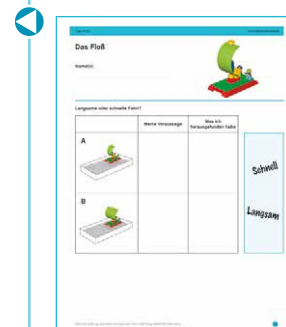 Das Floß
Name(n):
Langsame oder schnelle Fahrt?
Meine Voraussage
Was ich
herausgefunden habe
A
Schnell
B
Langsam